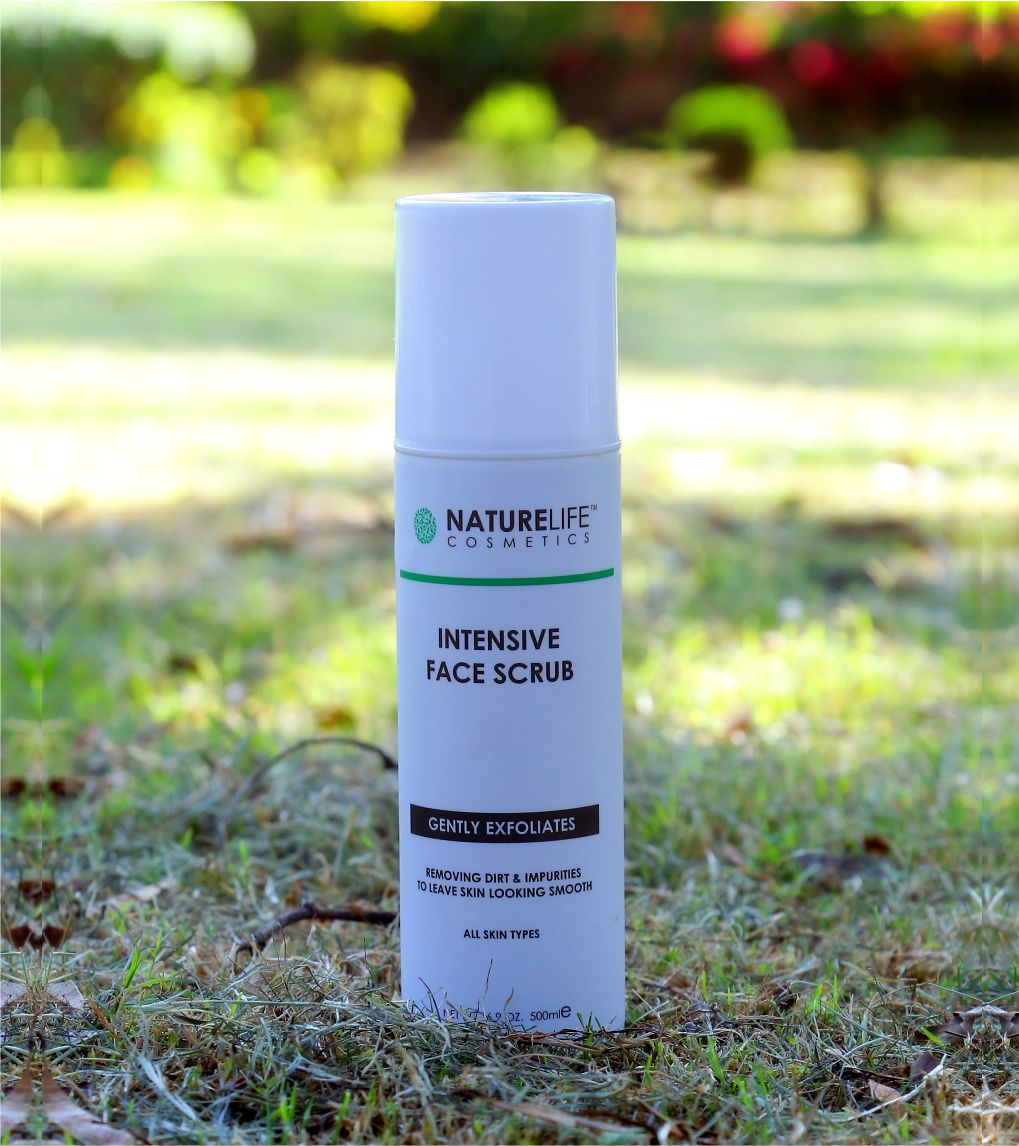 NATURELIFE™
COSMETICS
INTENSIVE
FACE SCRUB
GENTLY EXFOLIATES
REMOVING DIRT & IMPURITIES
TO LEAVE SKIN LOOKING SMOOTH
ALL SKIN TYPES
OZ. 500ml℮